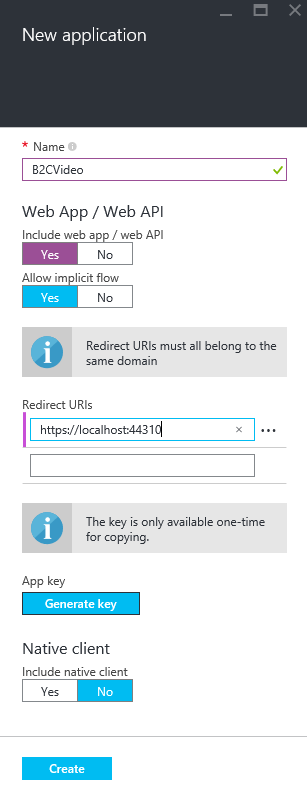 New application
* Name
B2CVideo
Web App / Web API
Include web app / web API
Yes No
Allow implicit flow
Yes No
Redirect URIs must all belong to the
same domain
Redirect URIs
https://localhost:44310
The key is only available one-time
for copying.
App key
Generate key
Native client
Include native client
Yes No
Create